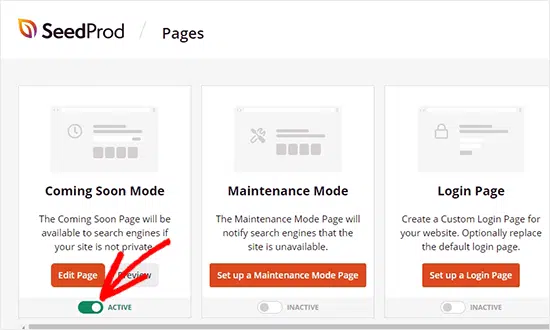 SeedProd / Pages
Coming Soon Mode
The Coming Soon Page will be
available to search engines if
your site is not private.
Edit Page Preview
ACTIVE
Maintenance Mode
The Maintenance Mode Page will
notify search engines that the
site is unavailable.
Set up a Maintenance Mode Page
INACTIVE
Login Page
Create a Custom Login Page for
your website. Optionally replace
the default login page.
Set up a Login Page
INACTIVE